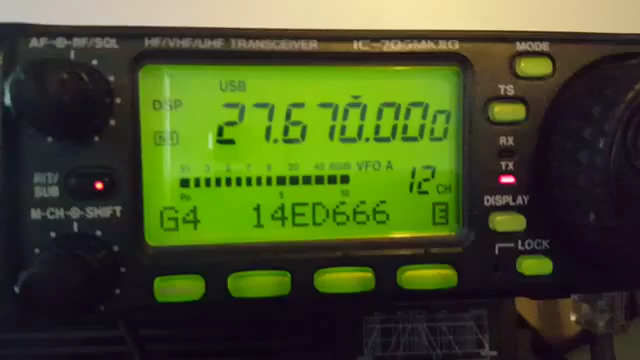 AF-⊙-RF/SQL HF/VHF/UHF TRANSCEIVER IC-706MKIIG
MODE
USB
DSP
27.670.000
TS
RX
TX
S1 3 5 7 9 20 40 60dB VFO A
12 CH
RIT/
SUB
Po 5 10
DISPLAY
M-CH-⊙-SHIFT
G4 14ED666 E
LOCK